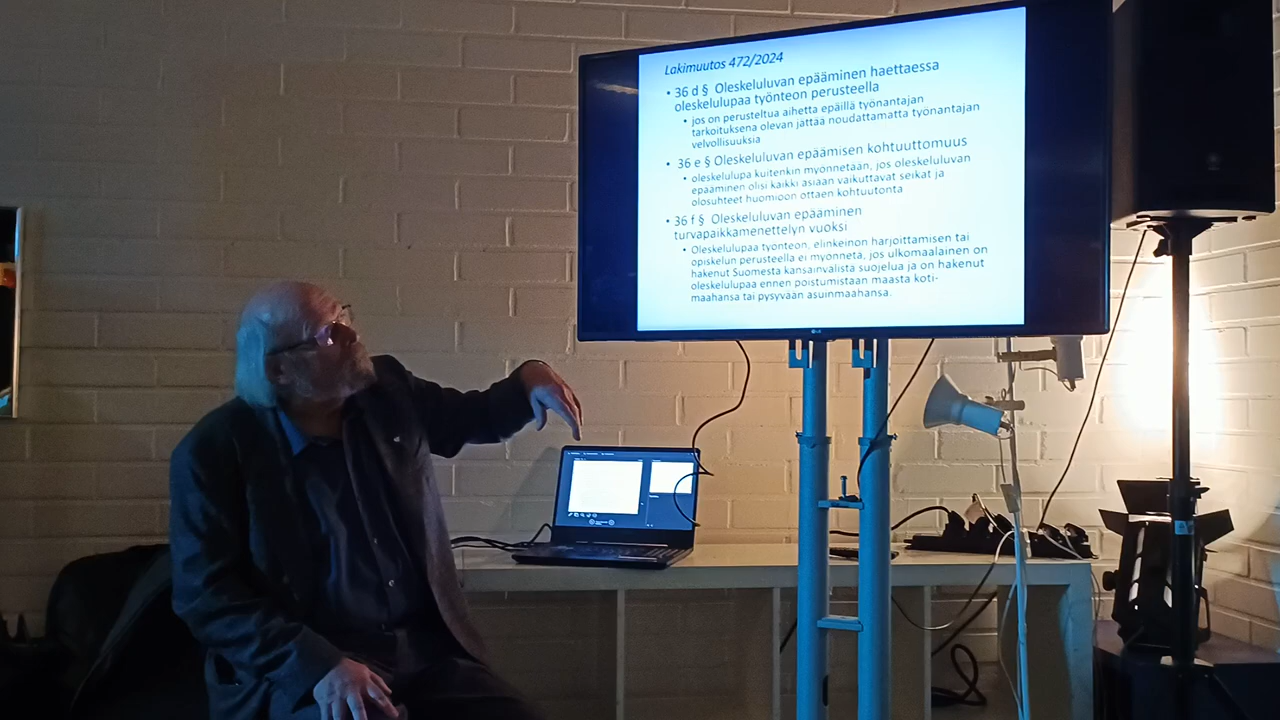 Lakimuutos 472/2024
• 36 d § Oleskeluluvan epääminen haettaessa
oleskelulupaa työnteon perusteella
• jos on perusteltua aihetta epäillä työnantajan
tarkoituksena olevan jättää noudattamatta työnantajan
velvollisuuksia
• 36 e § Oleskeluluvan epäämisen kohtuuttomuus
• oleskelulupa kuitenkin myönnetään, jos oleskeluluvan
epääminen olisi kaikki asiaan vaikuttavat seikat ja
olosuhteet huomioon ottaen kohtuutonta
• 36 f § Oleskeluluvan epääminen
turvapaikkamenettelyn vuoksi
• Oleskelulupaa työnteon, elinkeinon harjoittamisen tai
opiskelun perusteella ei myönnetä, jos ulkomaalainen on
hakenut Suomesta kansainvälistä suojelua ja on hakenut
oleskelulupaa ennen poistumistaan maasta koti-
maahansa tai pysyvään asuinmaahansa.
LG